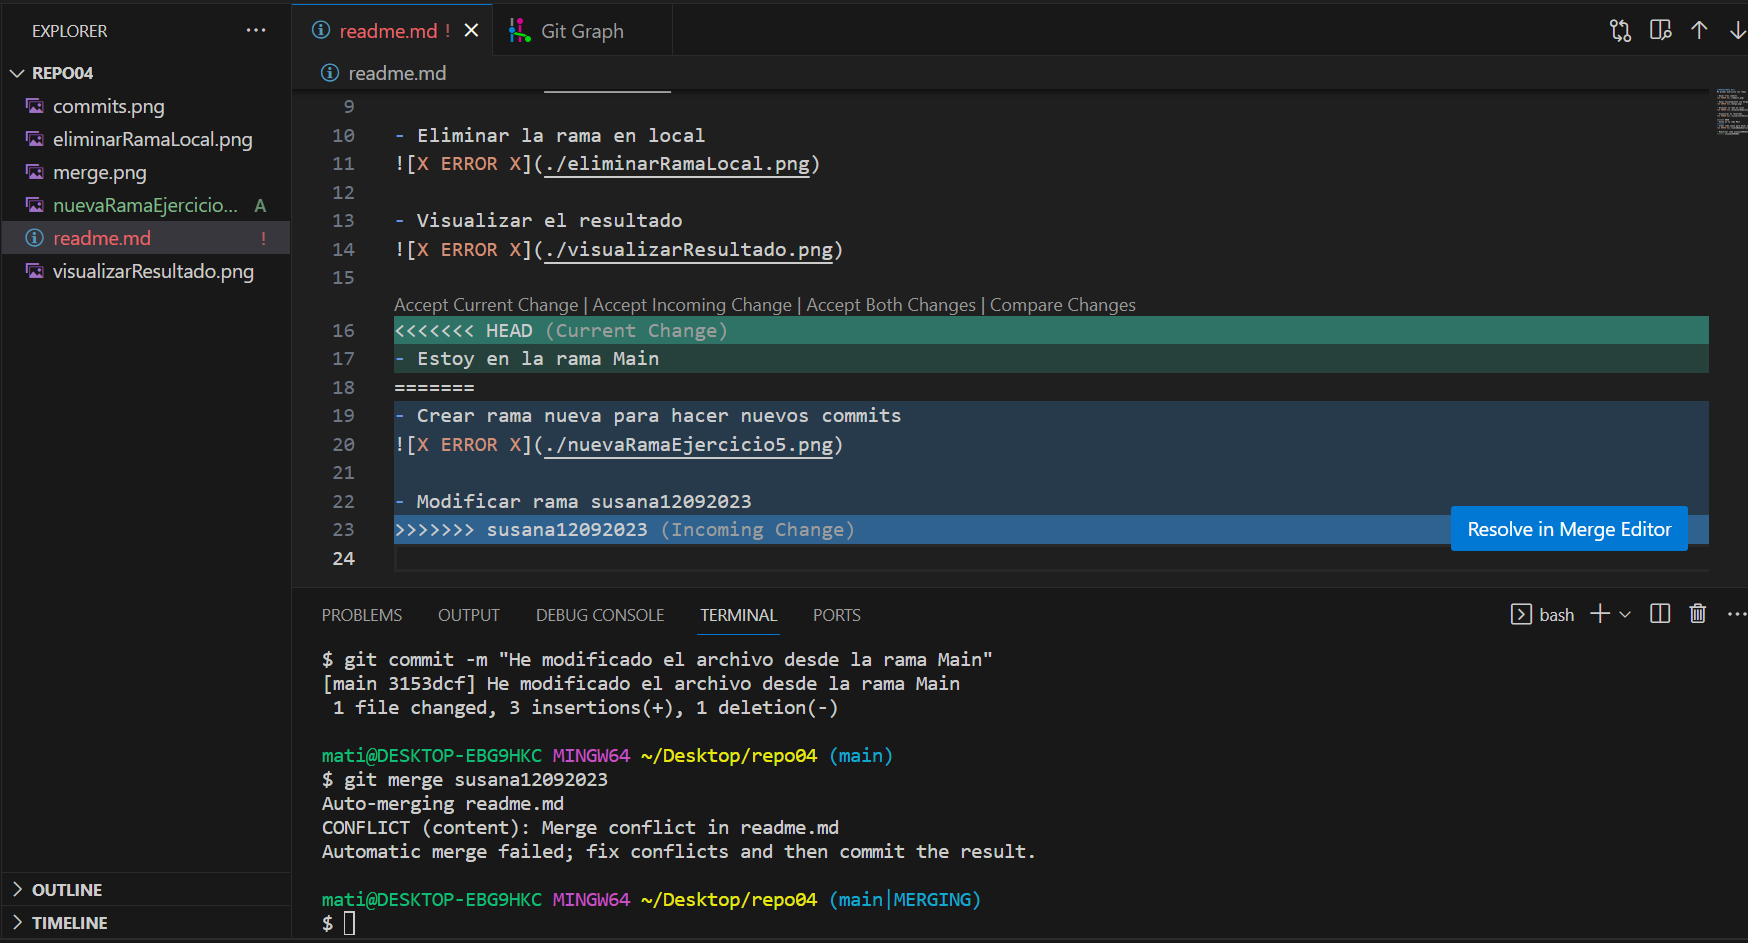 EXPLORER
REPO04
commits.png
eliminarRamaLocal.png
merge.png
nuevaRamaEjercicio... A
readme.md !
visualizarResultado.png
OUTLINE
TIMELINE
readme.md ! Git Graph
readme.md
9
10 - Eliminar la rama en local
11 ![X ERROR X](./eliminarRamaLocal.png)
12
13 - Visualizar el resultado
14 ![X ERROR X](./visualizarResultado.png)
15
Accept Current Change | Accept Incoming Change | Accept Both Changes | Compare Changes
16 <<<<<<< HEAD (Current Change)
17 - Estoy en la rama Main
18 =======
19 - Crear rama nueva para hacer nuevos commits
20 ![X ERROR X](./nuevaRamaEjercicio5.png)
21
22 - Modificar rama susana12092023
23 >>>>>>> susana12092023 (Incoming Change)
Resolve in Merge Editor
24
PROBLEMS OUTPUT DEBUG CONSOLE TERMINAL PORTS bash
$ git commit -m "He modificado el archivo desde la rama Main"
[main 3153dcf] He modificado el archivo desde la rama Main
1 file changed, 3 insertions(+), 1 deletion(-)
mati@DESKTOP-EBG9HKC MINGW64 ~/Desktop/repo04 (main)
$ git merge susana12092023
Auto-merging readme.md
CONFLICT (content): Merge conflict in readme.md
Automatic merge failed; fix conflicts and then commit the result.
mati@DESKTOP-EBG9HKC MINGW64 ~/Desktop/repo04 (main|MERGING)
$